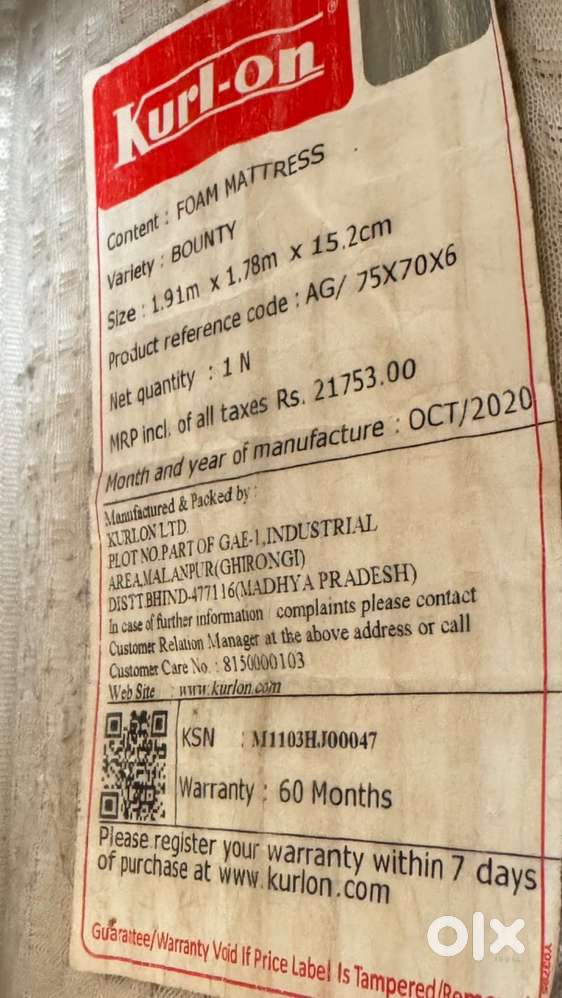 Kurl-on
Content : FOAM MATTRESS
Variety : BOUNTY
Size : 1.91m x 1.78m x 15.2cm
Product reference code : AG/ 75X70X6
Net quantity : 1 N
MRP incl. of all taxes Rs. 21753.00
Month and year of manufacture : OCT/2020
Manufactured & Packed by :
KURLON LTD
PLOT NO.PART OF GAE-1,INDUSTRIAL
AREA,MALANPUR(GHIRONGI)
DISTT.BHIND-477116(MADHYA PRADESH)
In case of further information / complaints please contact
Customer Relation Manager at the above address or call
Customer Care No. : 8150000103
Web Site : www.kurlon.com
KSN : M1103HJ00047
Warranty : 60 Months
Please register your warranty within 7 days
of purchase at www.kurlon.com
Guarantee/Warranty Void If Price Label Is Tampered/
olx